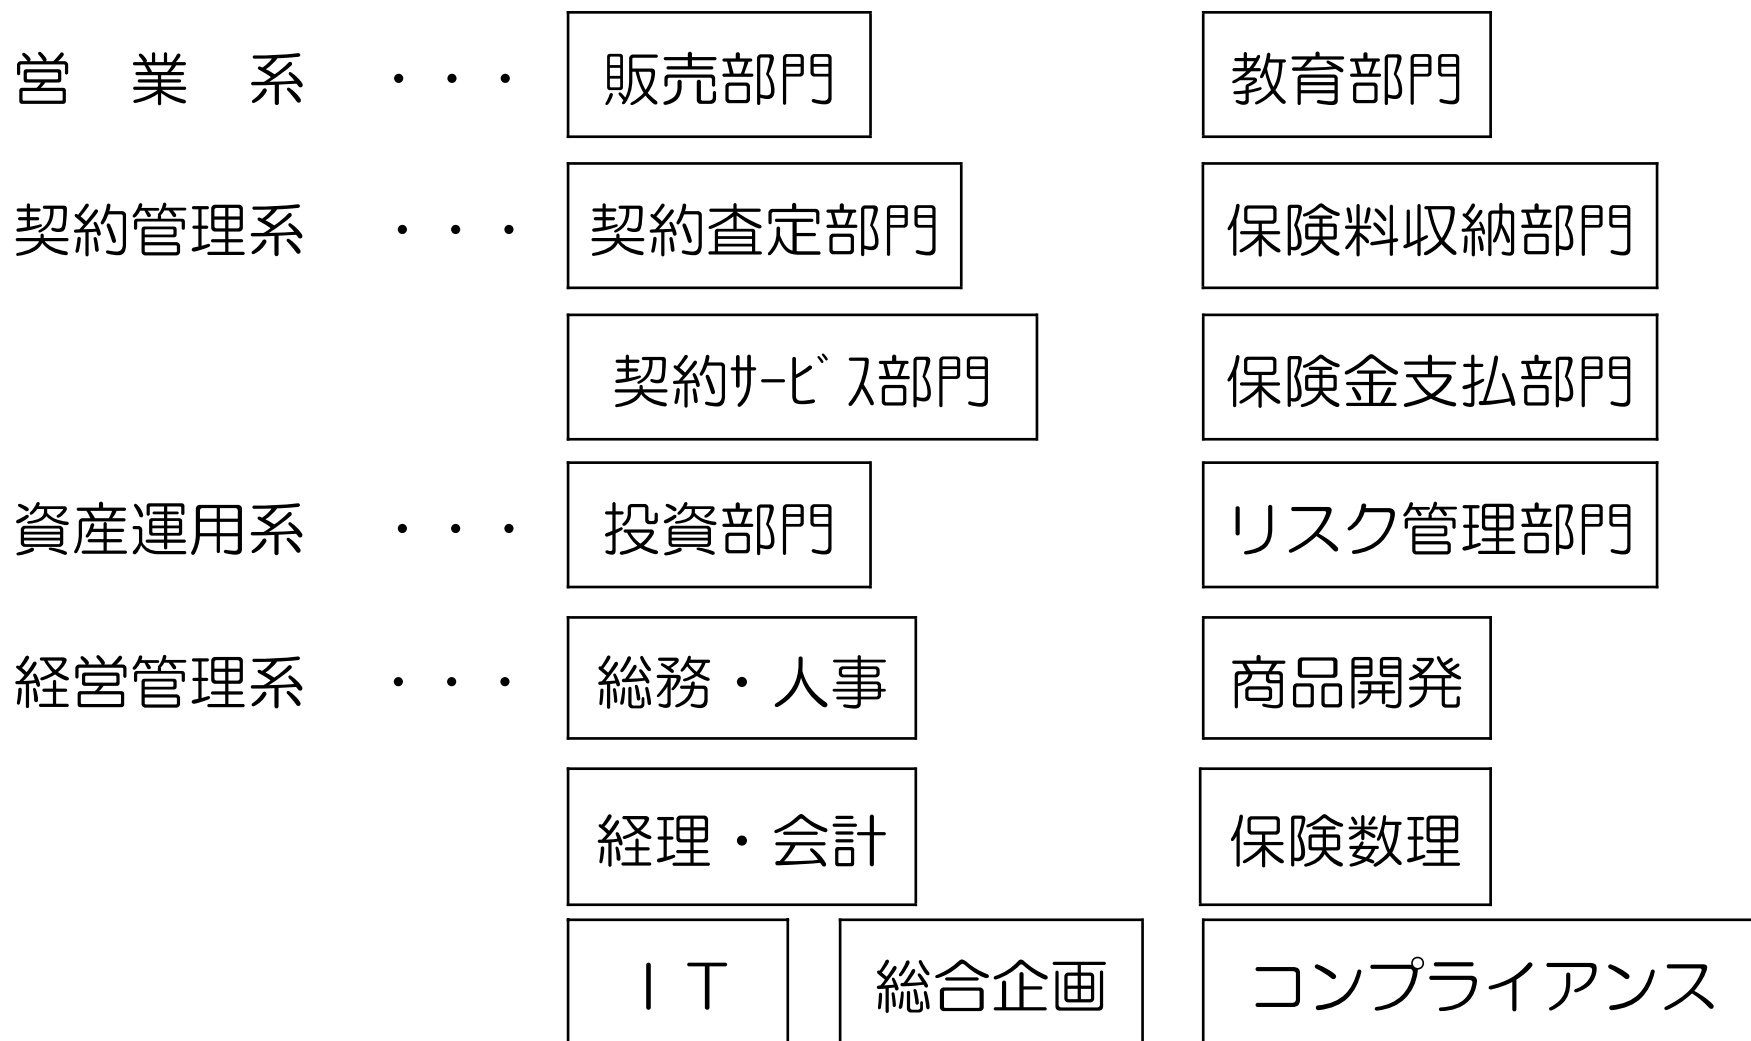 営　業　系　・・・　販売部門　教育部門
契約管理系　・・・　契約査定部門　保険料収納部門
契約ｻｰﾋﾞｽ部門　保険金支払部門
資産運用系　・・・　投資部門　リスク管理部門
経営管理系　・・・　総務・人事　商品開発
経理・会計　保険数理
ＩＴ　総合企画　コンプライアンス